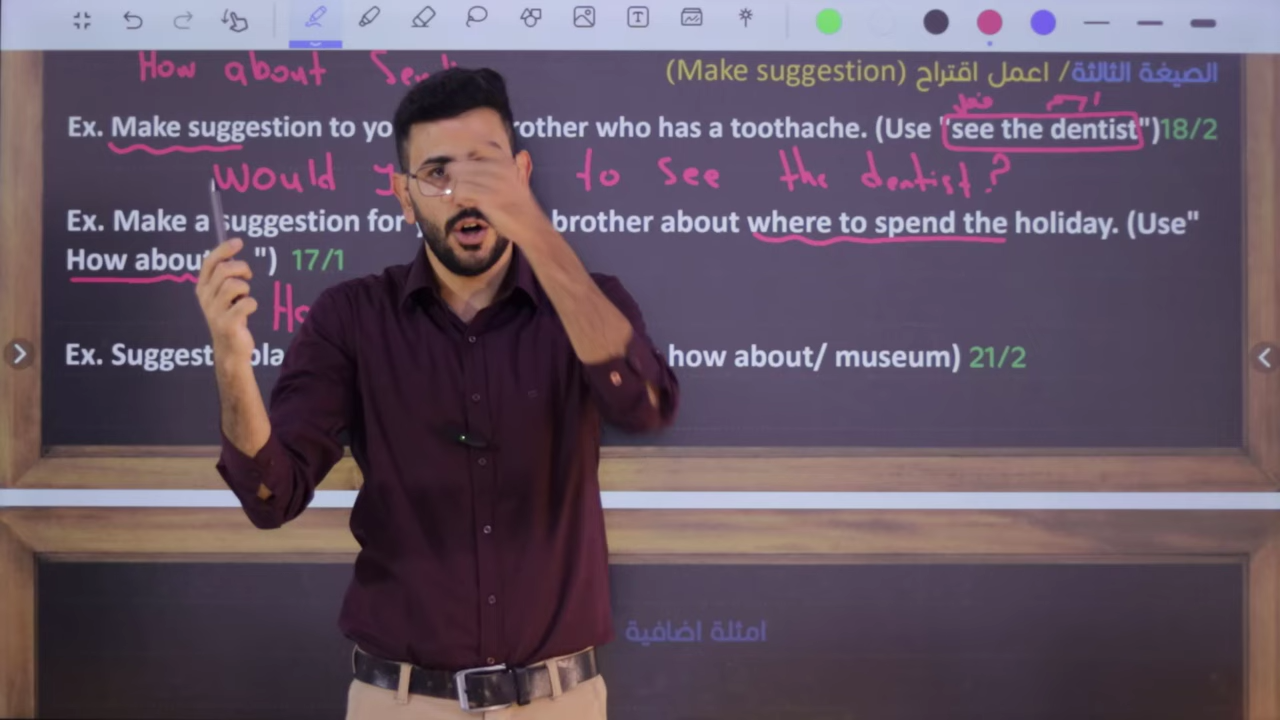 How about
الصيغة الثالثة/ اعمل اقتراح (Make suggestion)
فعل اسم
Ex. Make suggestion to who has a toothache. (Use "see the dentist")18/2
Would to see the dentist?
Ex. Make a suggestion for brother about where to spend the holiday. (Use"
How about ") 17/1
Ex. Suggest how about/ museum) 21/2
امثلة اضافية